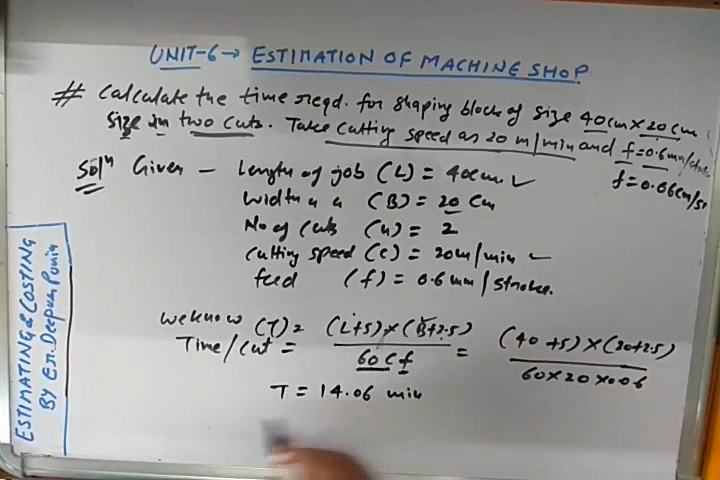 UNIT-6 → ESTIMATION OF MACHINE SHOP
# Calculate the time reqd. for shaping block of size 40cm X 20cm
Size in two cuts. Take cutting speed as 20 m/min and f=0.6mm/stroke
f=0.06cm/st
Solⁿ Given – Length of job (L) = 40cm
Width " " (B) = 20 cm
No of cuts (n) = 2
Cutting speed (c) = 20m/min
feed (f) = 0.6 mm/stroke.
We know (T) = (L+5)x(B+2.5)
Time/cut = 60cf = (40+5)x(20+2.5)
60x20x0.06
T = 14.06 min
ESTIMATING & COSTING
BY Er. Deepak Punia